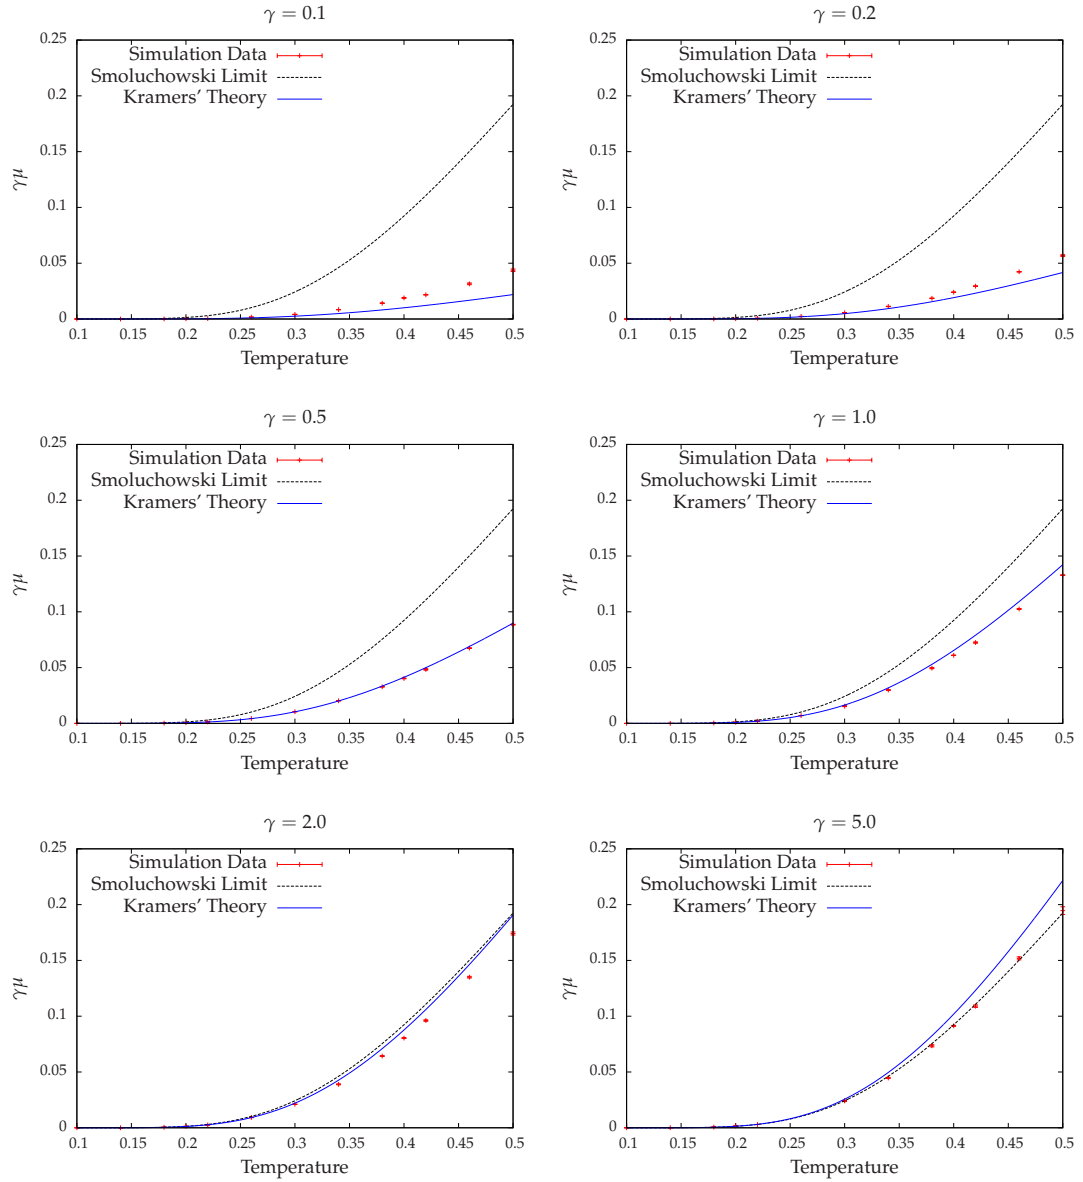 γ = 0.1
0.25
0.2
0.15
0.1
0.05
0
γμ
Simulation Data
Smoluchowski Limit
Kramers' Theory
0.1 0.15 0.2 0.25 0.3 0.35 0.4 0.45 0.5
Temperature
γ = 0.2
0.25
0.2
0.15
0.1
0.05
0
γμ
Simulation Data
Smoluchowski Limit
Kramers' Theory
0.1 0.15 0.2 0.25 0.3 0.35 0.4 0.45 0.5
Temperature
γ = 0.5
0.25
0.2
0.15
0.1
0.05
0
γμ
Simulation Data
Smoluchowski Limit
Kramers' Theory
0.1 0.15 0.2 0.25 0.3 0.35 0.4 0.45 0.5
Temperature
γ = 1.0
0.25
0.2
0.15
0.1
0.05
0
γμ
Simulation Data
Smoluchowski Limit
Kramers' Theory
0.1 0.15 0.2 0.25 0.3 0.35 0.4 0.45 0.5
Temperature
γ = 2.0
0.25
0.2
0.15
0.1
0.05
0
γμ
Simulation Data
Smoluchowski Limit
Kramers' Theory
0.1 0.15 0.2 0.25 0.3 0.35 0.4 0.45 0.5
Temperature
γ = 5.0
0.25
0.2
0.15
0.1
0.05
0
γμ
Simulation Data
Smoluchowski Limit
Kramers' Theory
0.1 0.15 0.2 0.25 0.3 0.35 0.4 0.45 0.5
Temperature